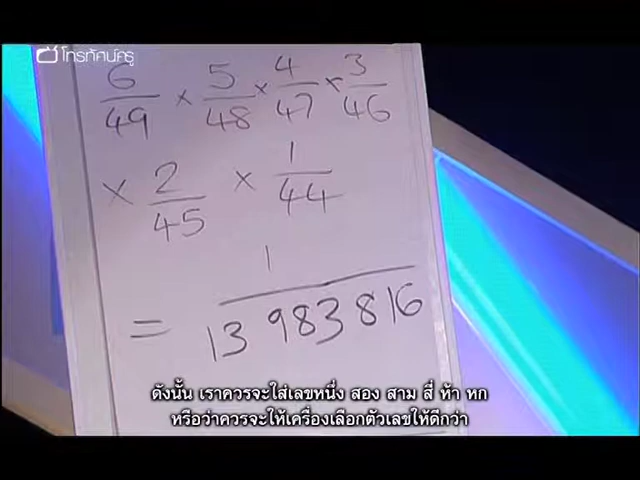 โทรทัศน์ครู
6/49 × 5/48 × 4/47 × 3/46
× 2/45 × 1/44
= 1/13 983 816
ดังนั้น เราควรจะใส่เลขหนึ่ง สอง สาม สี่ ห้า หก
หรือว่าควรจะให้เครื่องเลือกตัวเลขให้ดีกว่า